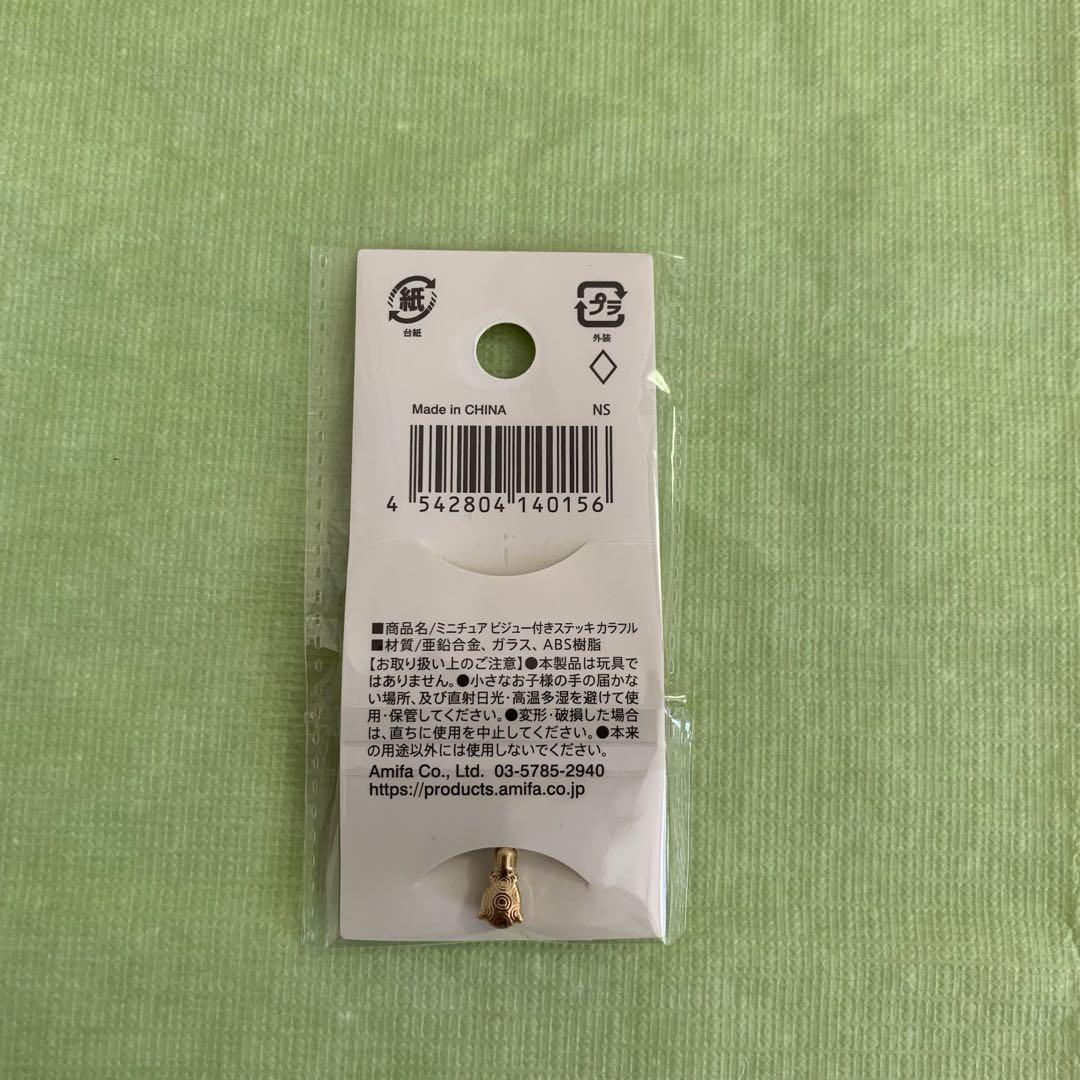 紙
台紙
プラ
外装
Made in CHINA NS
4 542804 140156
■商品名/ミニチュア ビジュー付きステッキ カラフル
■材質/亜鉛合金、ガラス、ABS樹脂
【お取り扱い上のご注意】●本製品は玩具で
はありません。●小さなお子様の手の届かな
い場所、及び直射日光・高温多湿を避けて使
用・保管してください。●変形・破損した場合
は、直ちに使用を中止してください。●本来
の用途以外には使用しないでください。
Amifa Co., Ltd. 03-5785-2940
https://products.amifa.co.jp